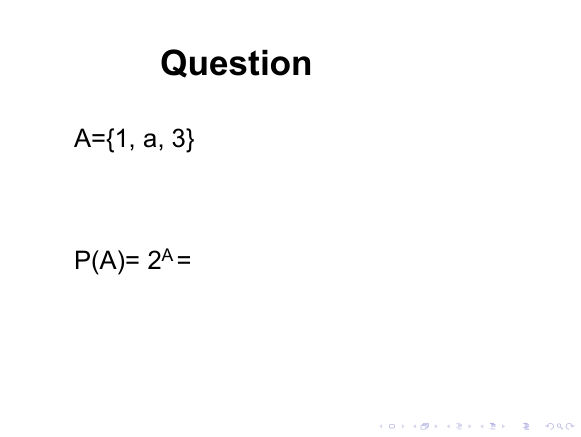 Question
A={1, a, 3}
P(A)= 2ᴬ =